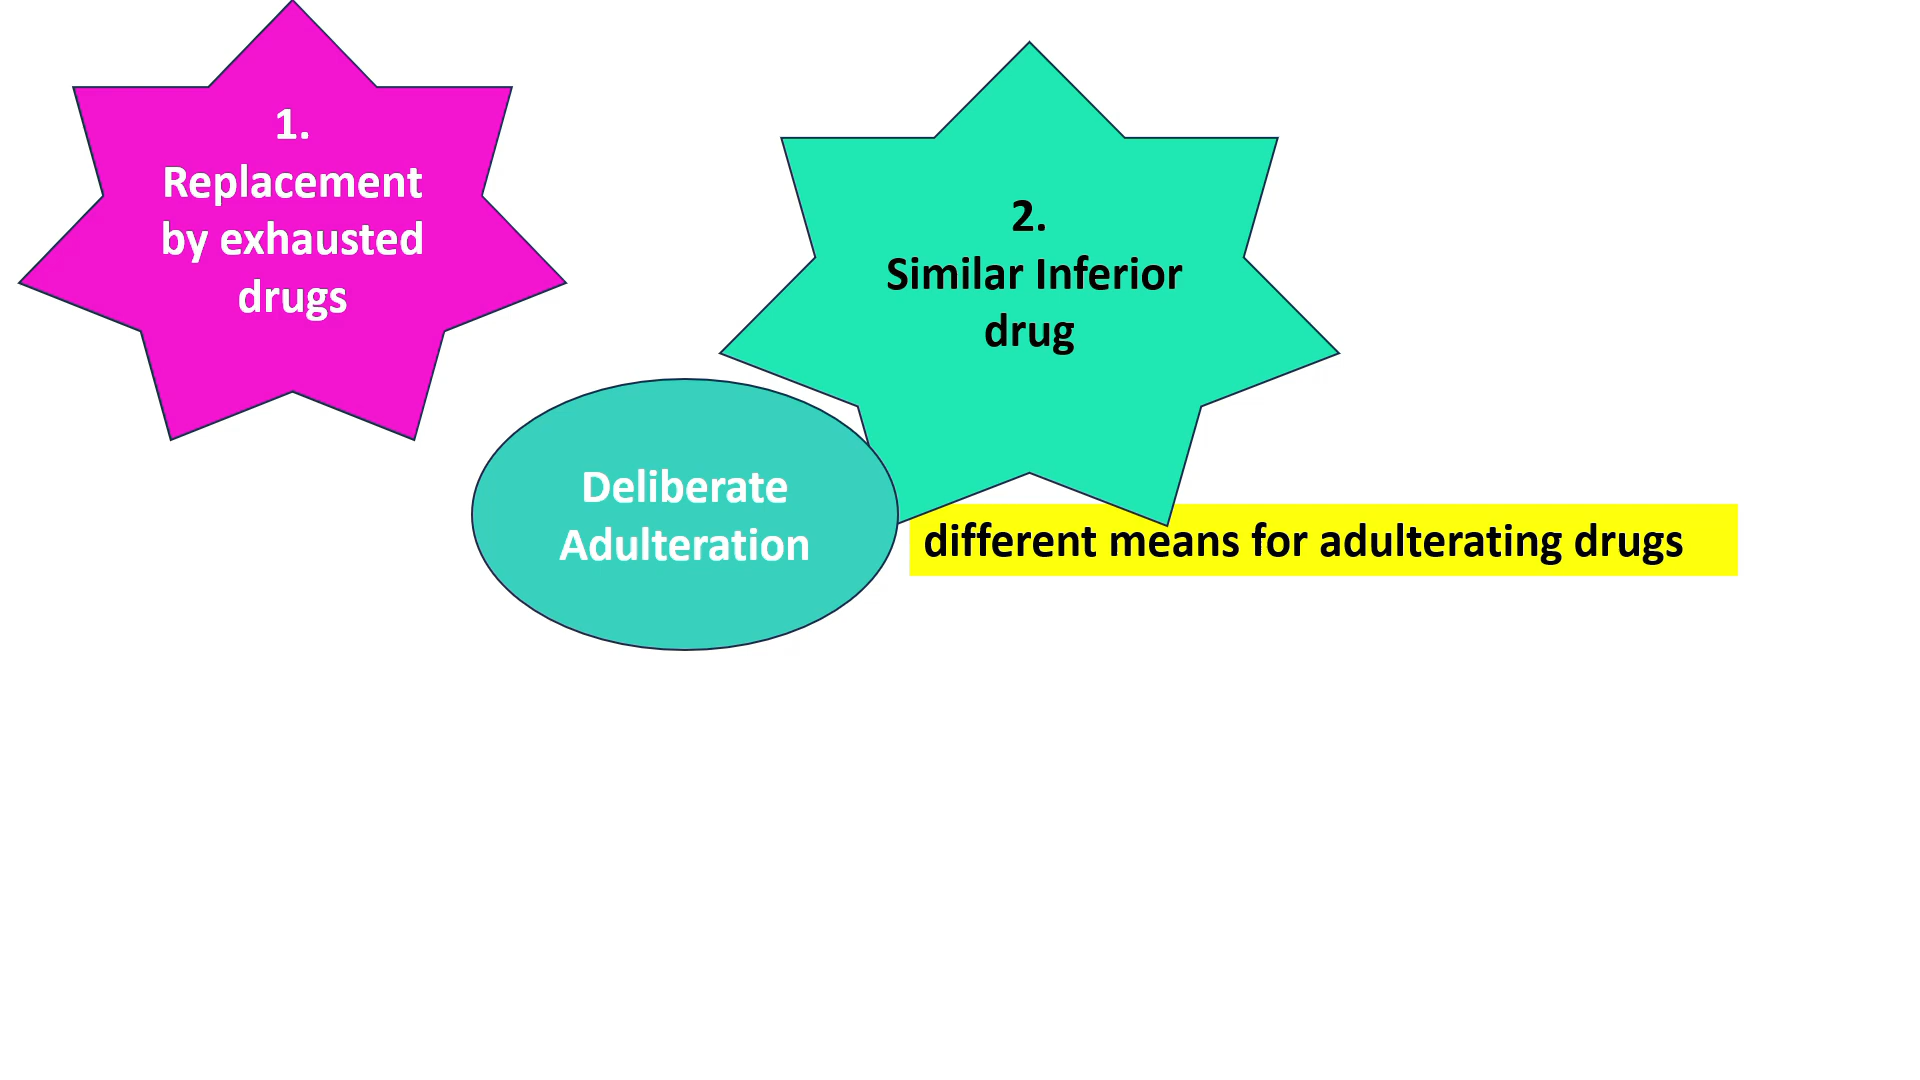 1.
Replacement
by exhausted
drugs
2.
Similar Inferior
drug
Deliberate
Adulteration
different means for adulterating drugs